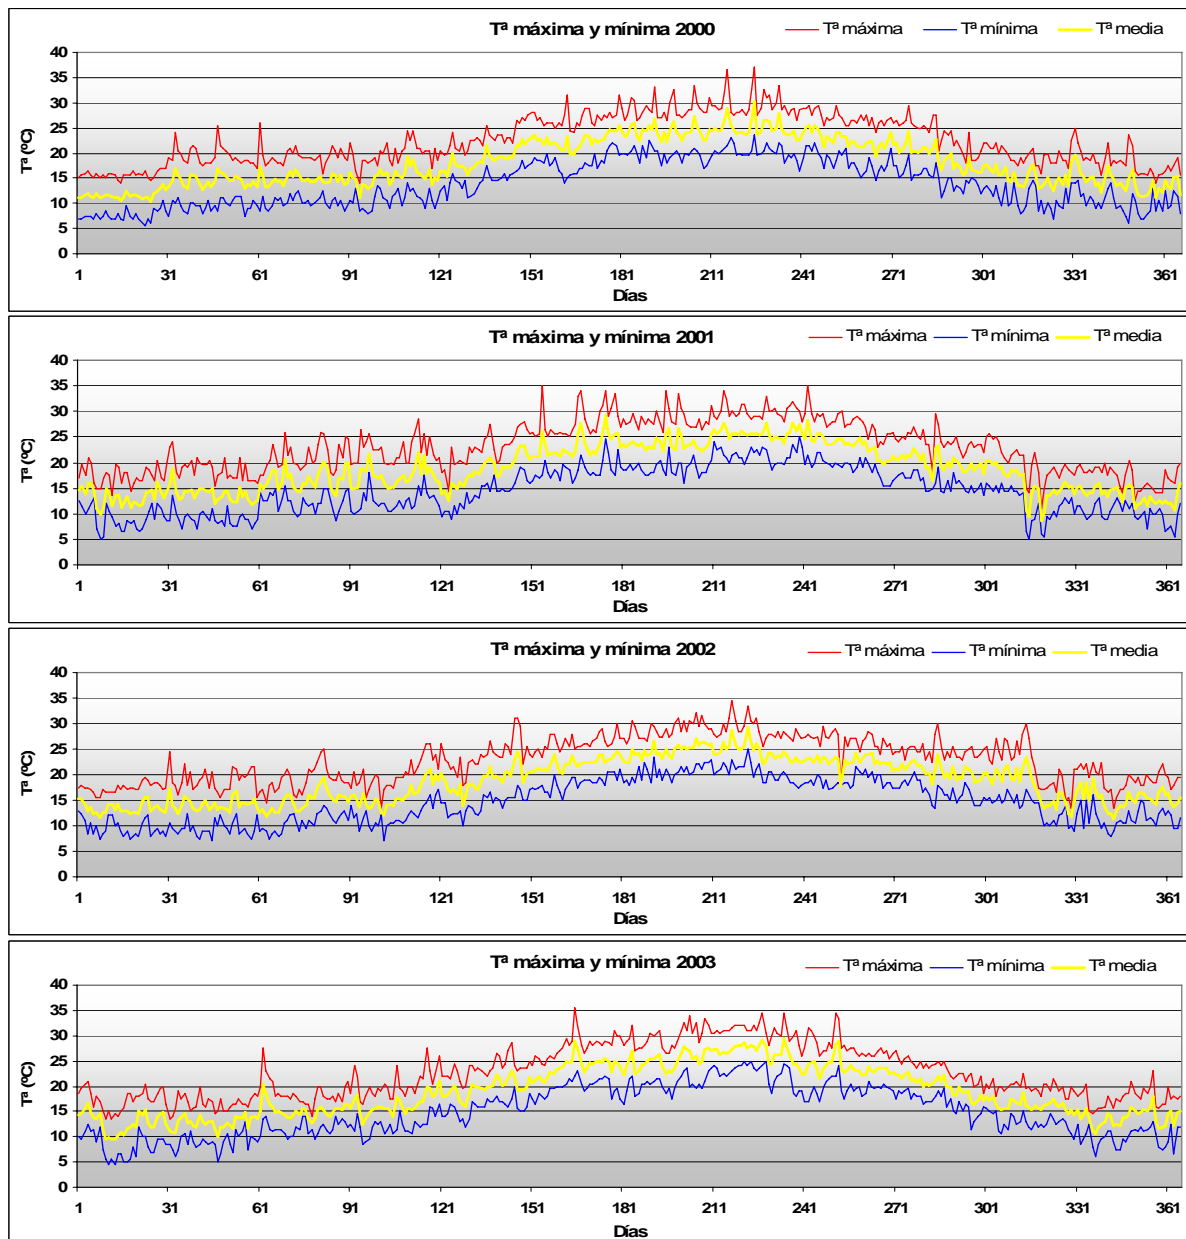 Tª máxima y mínima 2000
Tª máxima Tª mínima Tª media
Tª (ºC)
40
35
30
25
20
15
10
5
0
1 31 61 91 121 151 181 211 241 271 301 331 361
Días
Tª máxima y mínima 2001
Tª máxima Tª mínima Tª media
Tª (ºC)
40
35
30
25
20
15
10
5
0
1 31 61 91 121 151 181 211 241 271 301 331 361
Días
Tª máxima y mínima 2002
Tª máxima Tª mínima Tª media
Tª (ºC)
40
35
30
25
20
15
10
5
0
1 31 61 91 121 151 181 211 241 271 301 331 361
Días
Tª máxima y mínima 2003
Tª máxima Tª mínima Tª media
Tª (ºC)
40
35
30
25
20
15
10
5
0
1 31 61 91 121 151 181 211 241 271 301 331 361
Días